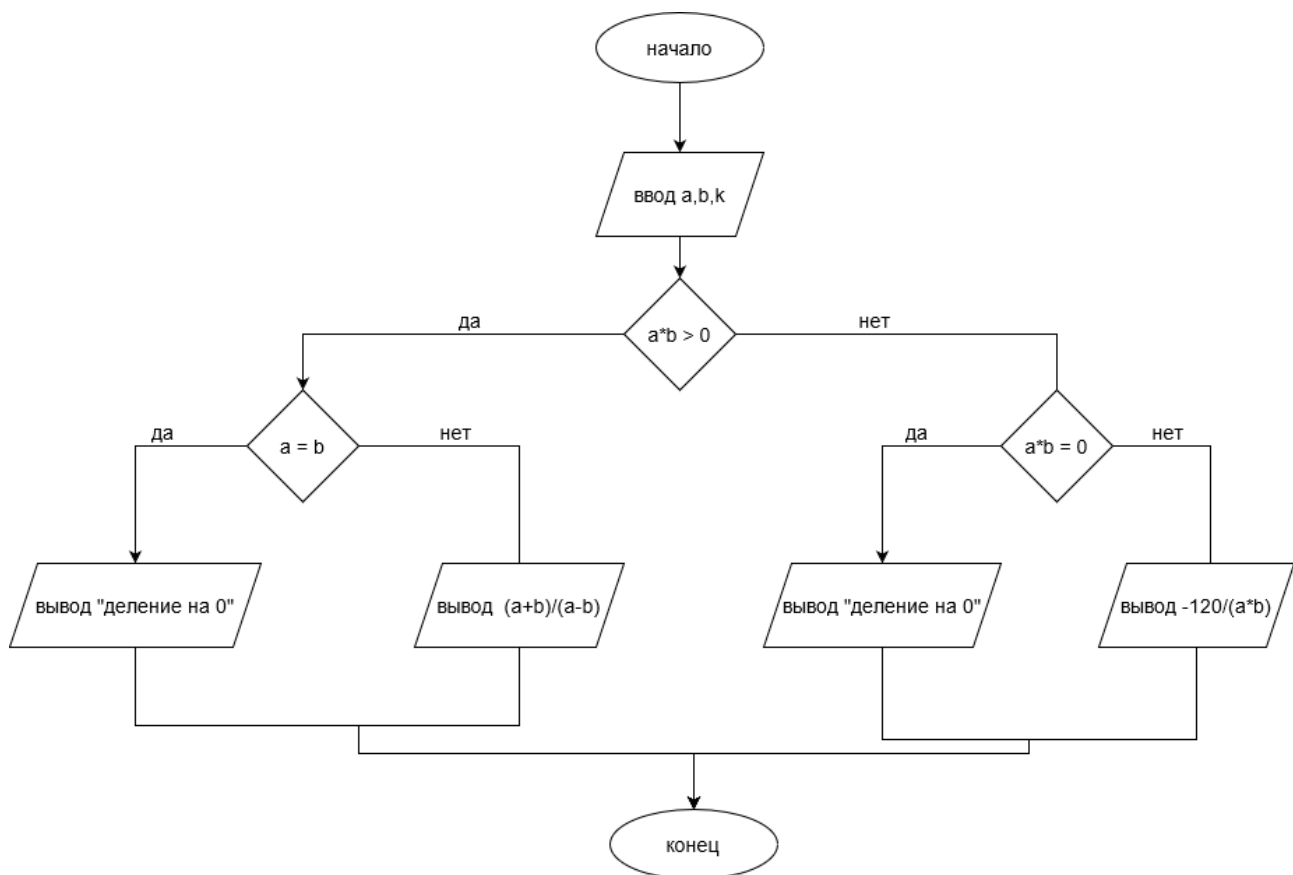 начало
ввод a,b,k
a*b > 0
да
нет
a = b
да
нет
a*b = 0
да
нет
вывод "деление на 0"
вывод (a+b)/(a-b)
вывод "деление на 0"
вывод -120/(a*b)
конец